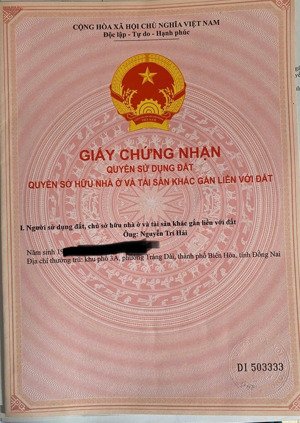 CỘNG HÒA XÃ HỘI CHỦ NGHĨA VIỆT NAM
Độc lập - Tự do - Hạnh phúc
GIẤY CHỨNG NHẬN
QUYỀN SỬ DỤNG ĐẤT
QUYỀN SỞ HỮU NHÀ Ở VÀ TÀI SẢN KHÁC GẮN LIỀN VỚI ĐẤT
I. Người sử dụng đất, chủ sở hữu nhà ở và tài sản khác gắn liền với đất
Ông: Nguyễn Trí Hải
Năm sinh
Địa chỉ thường trú: khu phố 3A, phường Trảng Dài, thành phố Biên Hòa, tỉnh Đồng Nai
DI 503333